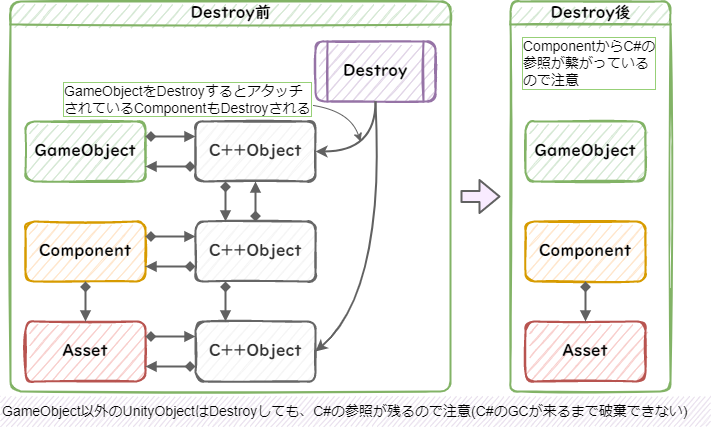 Destroy前
Destroy後
ComponentからC#の
参照が繋がっている
ので注意
Destroy
GameObjectをDestroyするとアタッチ
されているComponentもDestroyされる
GameObject
C++Object
GameObject
Component
C++Object
Component
Asset
C++Object
Asset
GameObject以外のUnityObjectはDestroyしても、C#の参照が残るので注意(C#のGCが来るまで破棄できない)